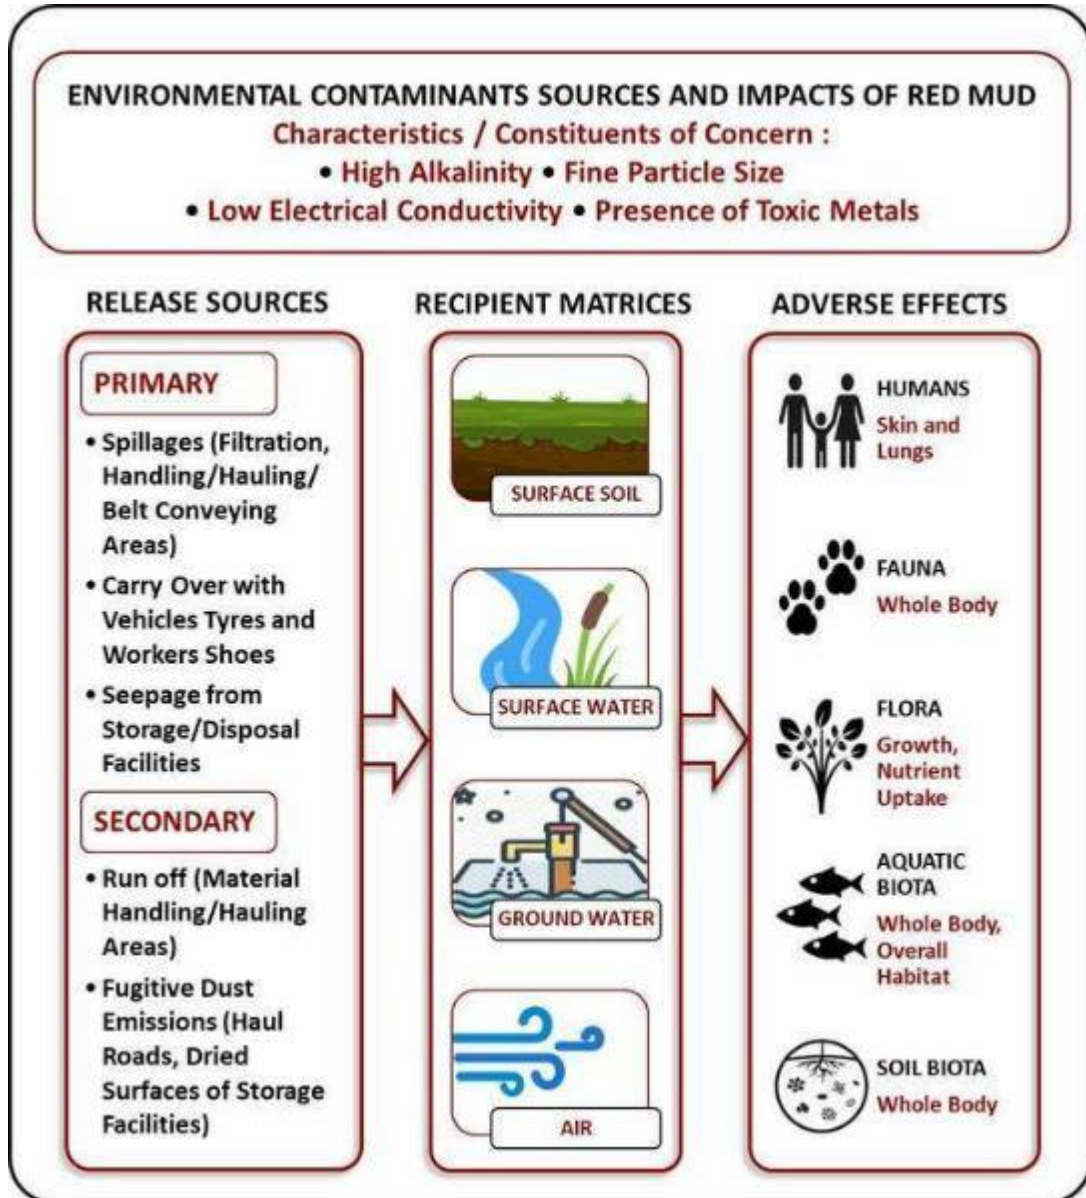 ENVIRONMENTAL CONTAMINANTS SOURCES AND IMPACTS OF RED MUD
Characteristics / Constituents of Concern :
• High Alkalinity • Fine Particle Size
• Low Electrical Conductivity • Presence of Toxic Metals
RELEASE SOURCES
PRIMARY
• Spillages (Filtration,
Handling/Hauling/
Belt Conveying
Areas)
• Carry Over with
Vehicles Tyres and
Workers Shoes
• Seepage from
Storage/Disposal
Facilities
SECONDARY
• Run off (Material
Handling/Hauling
Areas)
• Fugitive Dust
Emissions (Haul
Roads, Dried
Surfaces of Storage
Facilities)
RECIPIENT MATRICES
SURFACE SOIL
SURFACE WATER
GROUND WATER
AIR
ADVERSE EFFECTS
HUMANS
Skin and
Lungs
FAUNA
Whole Body
FLORA
Growth,
Nutrient
Uptake
AQUATIC
BIOTA
Whole Body,
Overall
Habitat
SOIL BIOTA
Whole Body